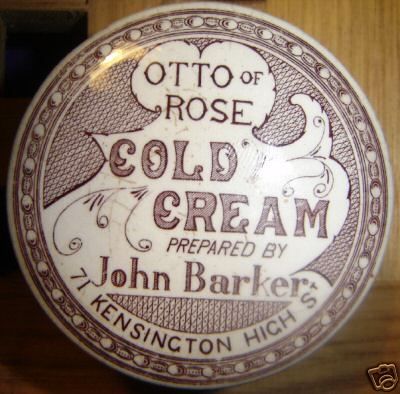 OTTO OF
ROSE
COLD
CREAM
PREPARED BY
John Barker
71 KENSINGTON HIGH ST